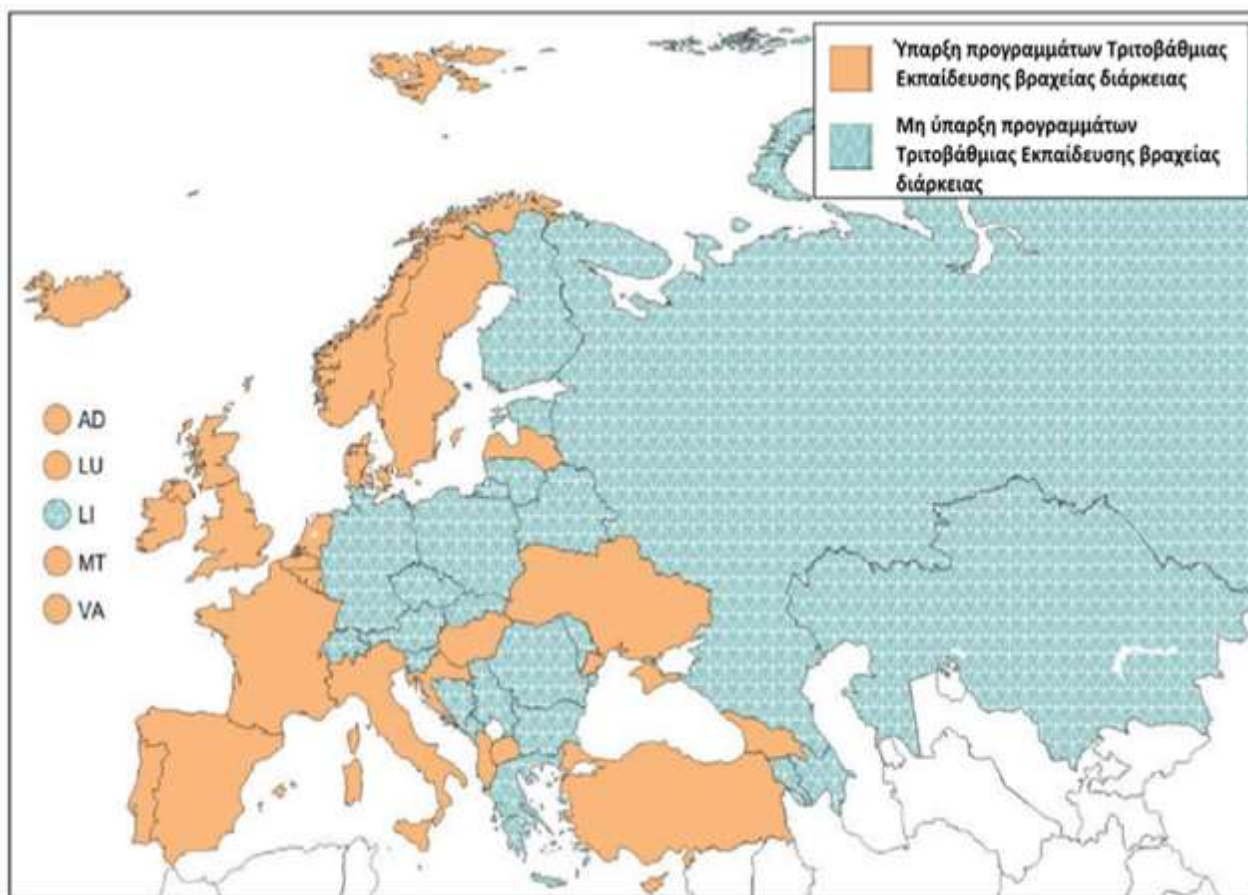 Ύπαρξη προγραμμάτων Τριτοβάθμιας
Εκπαίδευσης βραχείας διάρκειας
Μη ύπαρξη προγραμμάτων
Τριτοβάθμιας Εκπαίδευσης βραχείας
διάρκειας
AD
LU
LI
MT
VA